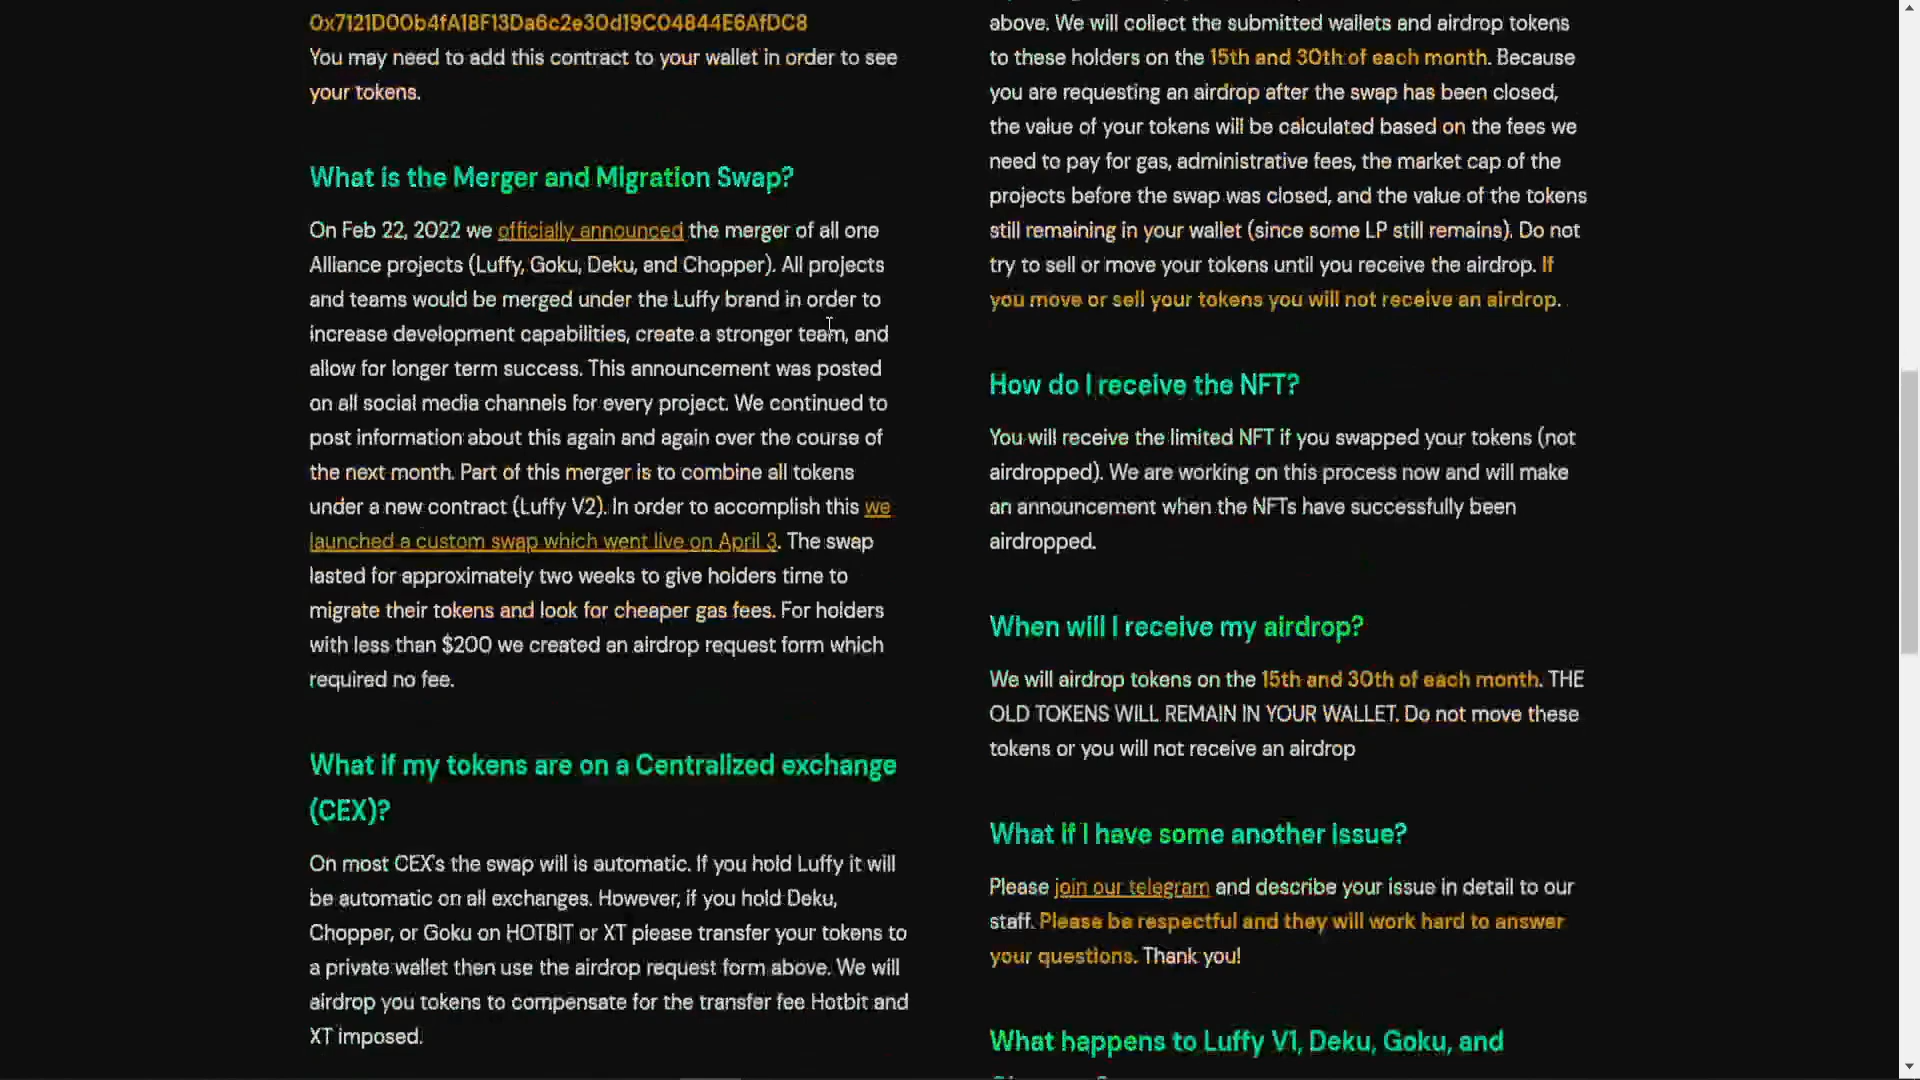 0x7121D00b4fA18F13Da6c2e30d19C04844E6AfDC8
You may need to add this contract to your wallet in order to see
your tokens.
What is the Merger and Migration Swap?
On Feb 22, 2022 we officially announced the merger of all one
Alliance projects (Luffy, Goku, Deku, and Chopper). All projects
and teams would be merged under the Luffy brand in order to
increase development capabilities, create a stronger team, and
allow for longer term success. This announcement was posted
on all social media channels for every project. We continued to
post information about this again and again over the course of
the next month. Part of this merger is to combine all tokens
under a new contract (Luffy V2). In order to accomplish this we
launched a custom swap which went live on April 3. The swap
lasted for approximately two weeks to give holders time to
migrate their tokens and look for cheaper gas fees. For holders
with less than $200 we created an airdrop request form which
required no fee.
What if my tokens are on a Centralized exchange
(CEX)?
On most CEX's the swap will is automatic. If you hold Luffy it will
be automatic on all exchanges. However, if you hold Deku,
Chopper, or Goku on HOTBIT or XT please transfer your tokens to
a private wallet then use the airdrop request form above. We will
airdrop you tokens to compensate for the transfer fee Hotbit and
XT imposed.
above. We will collect the submitted wallets and airdrop tokens
to these holders on the 15th and 30th of each month. Because
you are requesting an airdrop after the swap has been closed,
the value of your tokens will be calculated based on the fees we
need to pay for gas, administrative fees, the market cap of the
projects before the swap was closed, and the value of the tokens
still remaining in your wallet (since some LP still remains). Do not
try to sell or move your tokens until you receive the airdrop. If
you move or sell your tokens you will not receive an airdrop.
How do I receive the NFT?
You will receive the limited NFT if you swapped your tokens (not
airdropped). We are working on this process now and will make
an announcement when the NFTs have successfully been
airdropped.
When will I receive my airdrop?
We will airdrop tokens on the 15th and 30th of each month. THE
OLD TOKENS WILL REMAIN IN YOUR WALLET. Do not move these
tokens or you will not receive an airdrop
What if I have some another issue?
Please join our telegram and describe your issue in detail to our
staff. Please be respectful and they will work hard to answer
your questions. Thank you!
What happens to Luffy V1, Deku, Goku, and